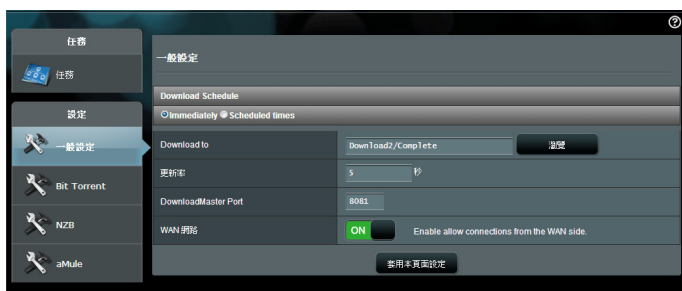 任務
任務
設定
一般設定
Bit Torrent
NZB
aMule
一般設定
Download Schedule
Immediately Scheduled times
Download to Download2/Complete 瀏覽
更新率 5 秒
DownloadMaster Port 8081
WAN 網路 ON Enable allow connections from the WAN side.
套用本頁面設定